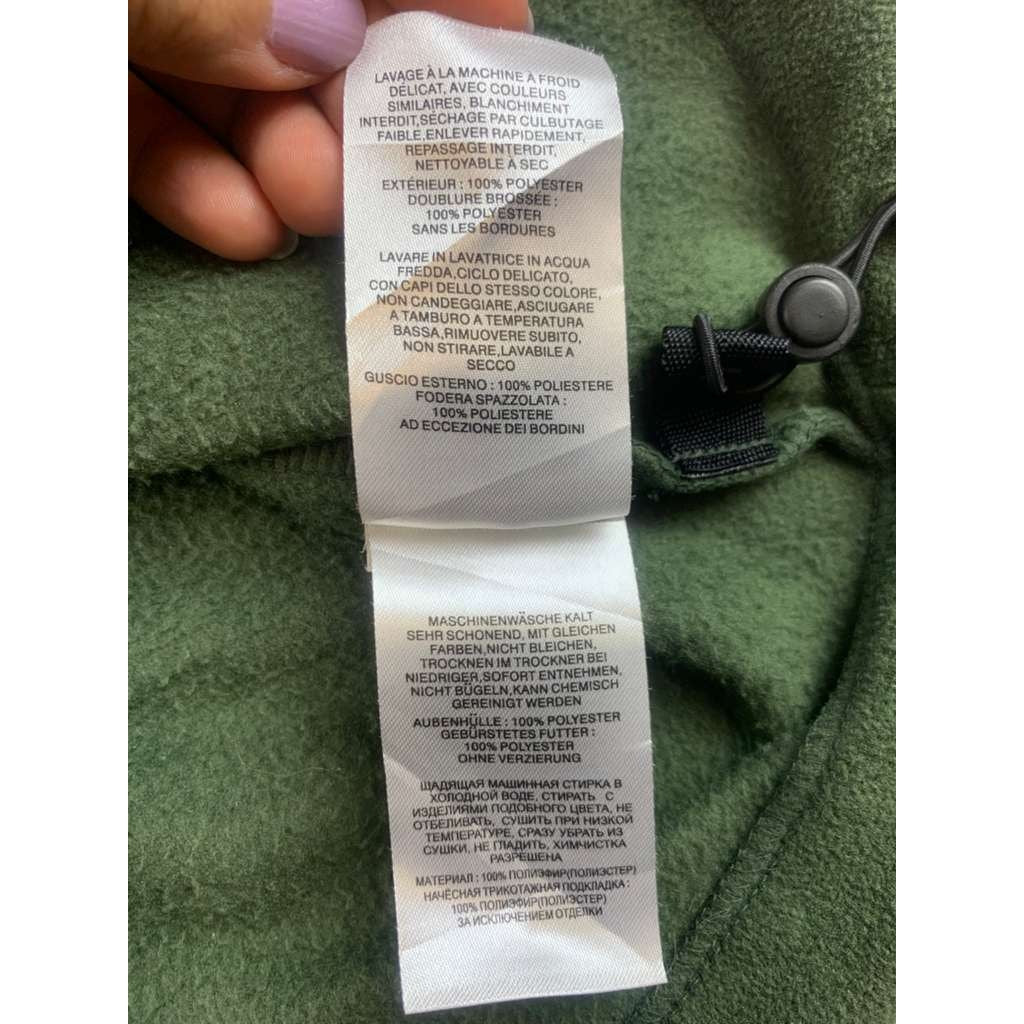 LAVAGE À LA MACHINE À FROID
DÉLICAT, AVEC COULEURS
SIMILAIRES, BLANCHIMENT
INTERDIT,SÉCHAGE PAR CULBUTAGE
FAIBLE,ENLEVER RAPIDEMENT,
REPASSAGE INTERDIT,
NETTOYABLE À SEC
EXTÉRIEUR : 100% POLYESTER
DOUBLURE BROSSÉE :
100% POLYESTER
SANS LES BORDURES
LAVARE IN LAVATRICE IN ACQUA
FREDDA,CICLO DELICATO,
CON CAPI DELLO STESSO COLORE,
NON CANDEGGIARE,ASCIUGARE
A TAMBURO A TEMPERATURA
BASSA,RIMUOVERE SUBITO,
NON STIRARE,LAVABILE A
SECCO
GUSCIO ESTERNO : 100% POLIESTERE
FODERA SPAZZOLATA :
100% POLIESTERE
AD ECCEZIONE DEI BORDINI
MASCHINENWÄSCHE KALT
SEHR SCHONEND, MIT GLEICHEN
FARBEN,NICHT BLEICHEN,
TROCKNEN IM TROCKNER BEI
NIEDRIGER,SOFORT ENTNEHMEN,
NICHT BÜGELN,KANN CHEMISCH
GEREINIGT WERDEN
AUBENHÜLLE : 100% POLYESTER
GEBÜRSTETES FUTTER :
100% POLYESTER
OHNE VERZIERUNG
ЩАДЯЩАЯ МАШИННАЯ СТИРКА В
ХОЛОДНОЙ ВОДЕ, СТИРАТЬ С
ИЗДЕЛИЯМИ ПОДОБНОГО ЦВЕТА, НЕ
ОТБЕЛИВАТЬ, СУШИТЬ ПРИ НИЗКОЙ
ТЕМПЕРАТУРЕ, СРАЗУ УБРАТЬ ИЗ
СУШКИ, НЕ ГЛАДИТЬ, ХИМЧИСТКА
РАЗРЕШЕНА
МАТЕРИАЛ : 100% ПОЛИЭФИР(ПОЛИЭСТЕР)
НАЧЁСНАЯ ТРИКОТАЖНАЯ ПОДКЛАДКА :
100% ПОЛИЭФИР(ПОЛИЭСТЕР)
ЗА ИСКЛЮЧЕНИЕМ ОТДЕЛКИ